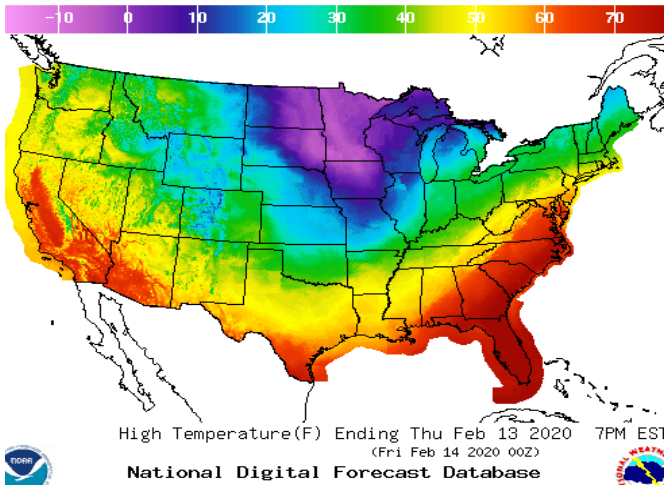 -10 0 10 20 30 40 50 60 70
High Temperature(F) Ending Thu Feb 13 2020 7PM EST
(Fri Feb 14 2020 00Z)
National Digital Forecast Database
NOAA